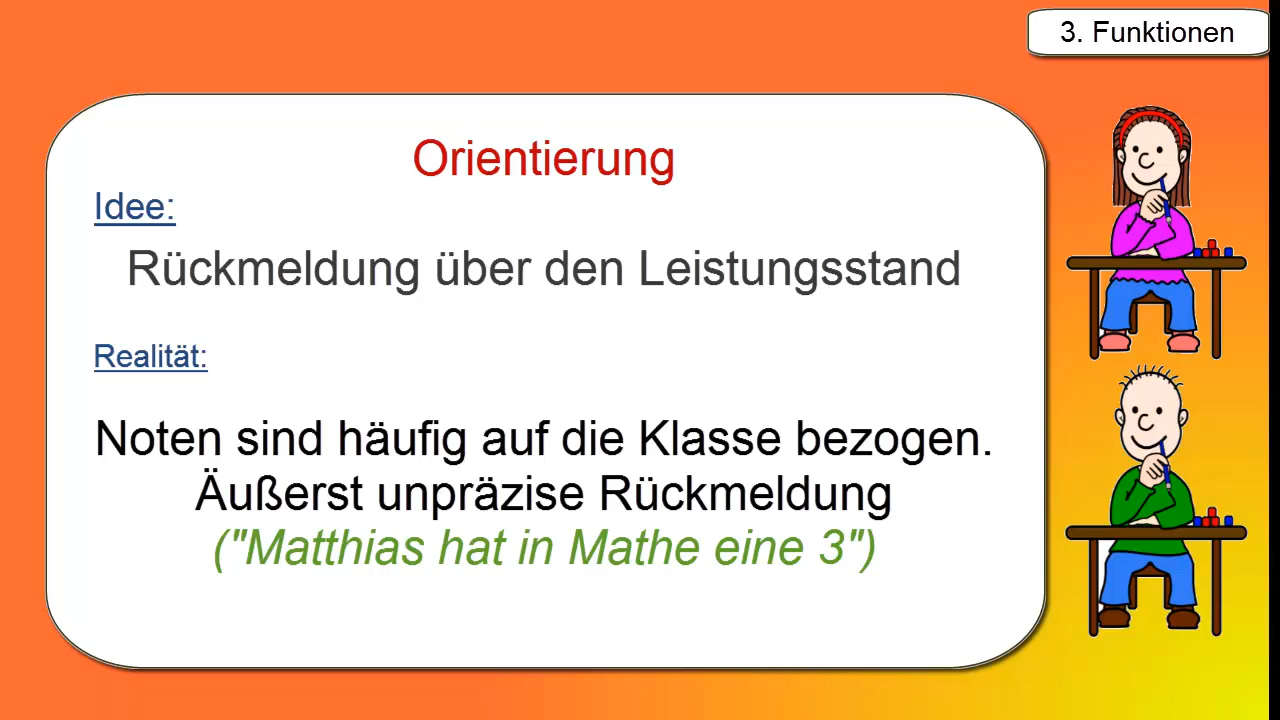 3. Funktionen
Orientierung
Idee:
Rückmeldung über den Leistungsstand
Realität:
Noten sind häufig auf die Klasse bezogen.
Äußerst unpräzise Rückmeldung
("Matthias hat in Mathe eine 3")